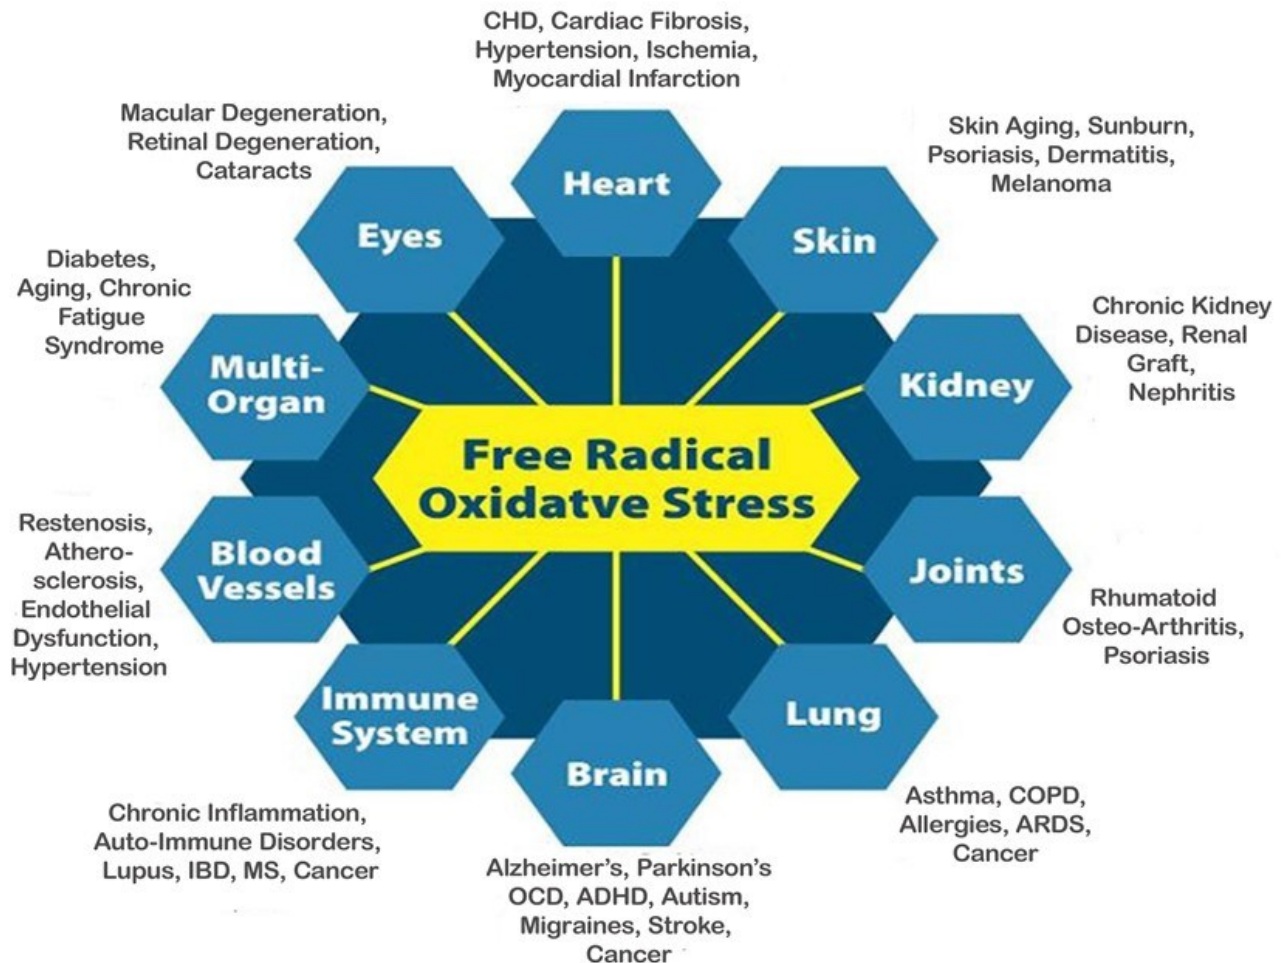 CHD, Cardiac Fibrosis,
Hypertension, Ischemia,
Myocardial Infarction
Heart
Skin Aging, Sunburn,
Psoriasis, Dermatitis,
Melanoma
Skin
Chronic Kidney
Disease, Renal
Graft,
Nephritis
Kidney
Joints
Rhumatoid
Osteo-Arthritis,
Psoriasis
Lung
Asthma, COPD,
Allergies, ARDS,
Cancer
Brain
Alzheimer's, Parkinson's
OCD, ADHD, Autism,
Migraines, Stroke,
Cancer
Immune
System
Chronic Inflammation,
Auto-Immune Disorders,
Lupus, IBD, MS, Cancer
Blood
Vessels
Restenosis,
Athero-
sclerosis,
Endothelial
Dysfunction,
Hypertension
Multi-
Organ
Diabetes,
Aging, Chronic
Fatigue
Syndrome
Eyes
Macular Degeneration,
Retinal Degeneration,
Cataracts
Free Radical
Oxidatve Stress